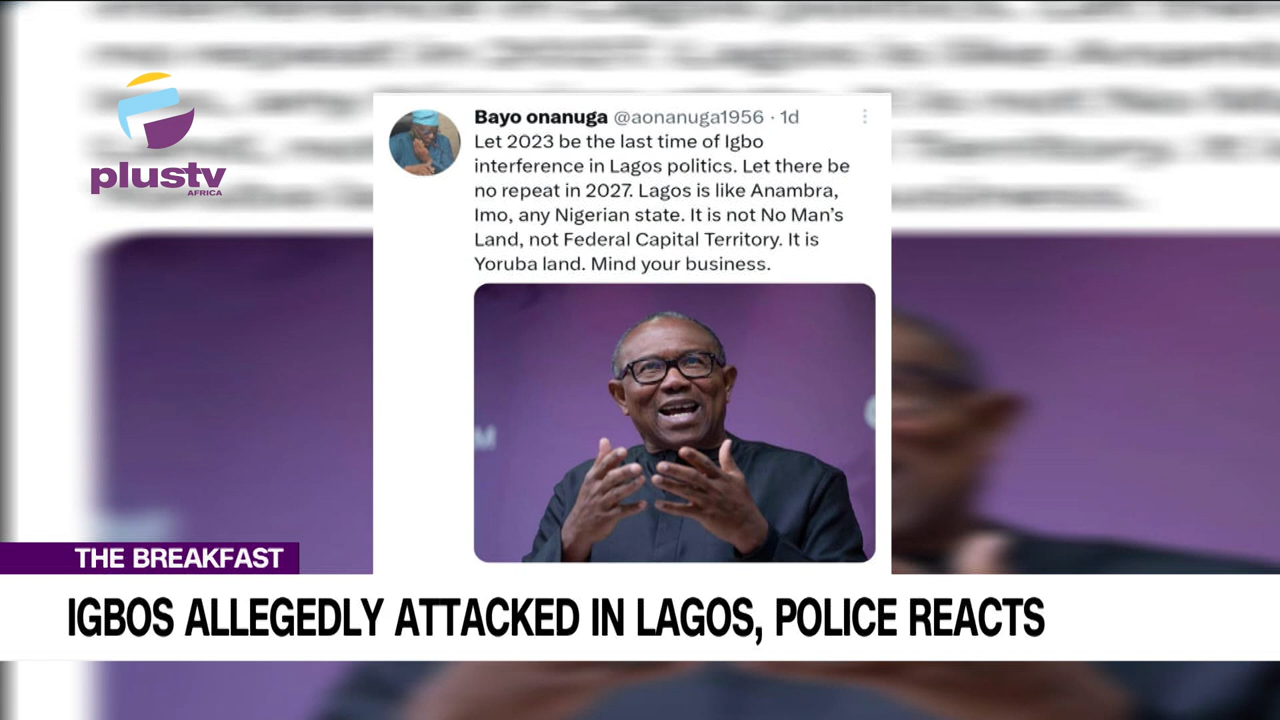 plustv
AFRICA
Bayo onanuga @aonanuga1956 · 1d
Let 2023 be the last time of Igbo
interference in Lagos politics. Let there be
no repeat in 2027. Lagos is like Anambra,
Imo, any Nigerian state. It is not No Man's
Land, not Federal Capital Territory. It is
Yoruba land. Mind your business.
M
THE BREAKFAST
IGBOS ALLEGEDLY ATTACKED IN LAGOS, POLICE REACTS